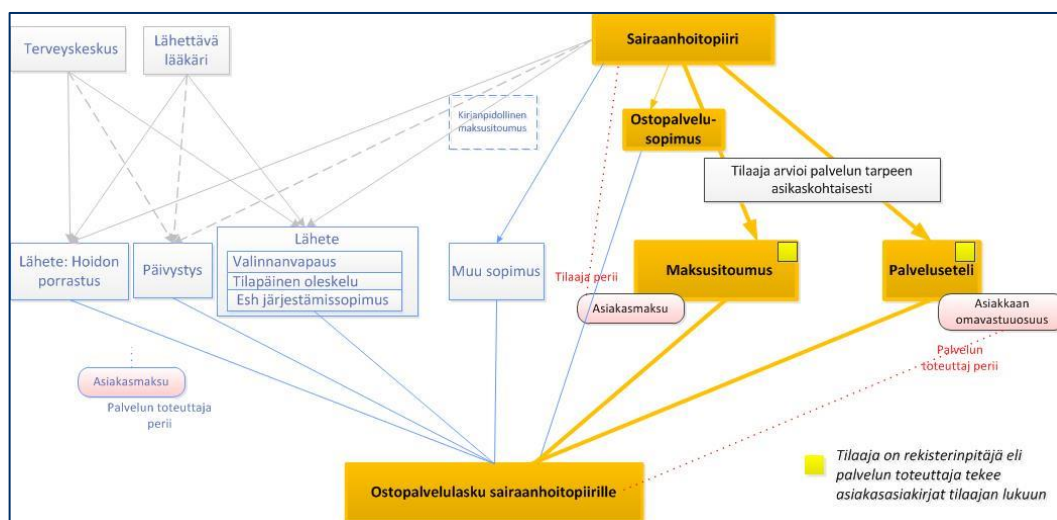 Terveyskeskus
Lähettävä
lääkäri
Sairaanhoitopiiri
Kirjanpidollinen
maksusitoumus
Ostopalvelu-
sopimus
Tilaaja arvioi palvelun tarpeen
asikaskohtaisesti
Lähete: Hoidon
porrastus
Päivystys
Lähete
Valinnanvapaus
Tilapäinen oleskelu
Esh järjestämissopimus
Muu sopimus
Tilaaja perii
Maksusitoumus
Palveluseteli
Asiakasmaksu
Asiakkaan
omavastuuosuus
Palvelun
toteuttaj perii
Asiakasmaksu
Palvelun toteuttaja
perii
Ostopalvelulasku sairaanhoitopiirille
Tilaaja on rekisterinpitäjä eli
palvelun toteuttaja tekee
asiakasasiakirjat tilaajan lukuun